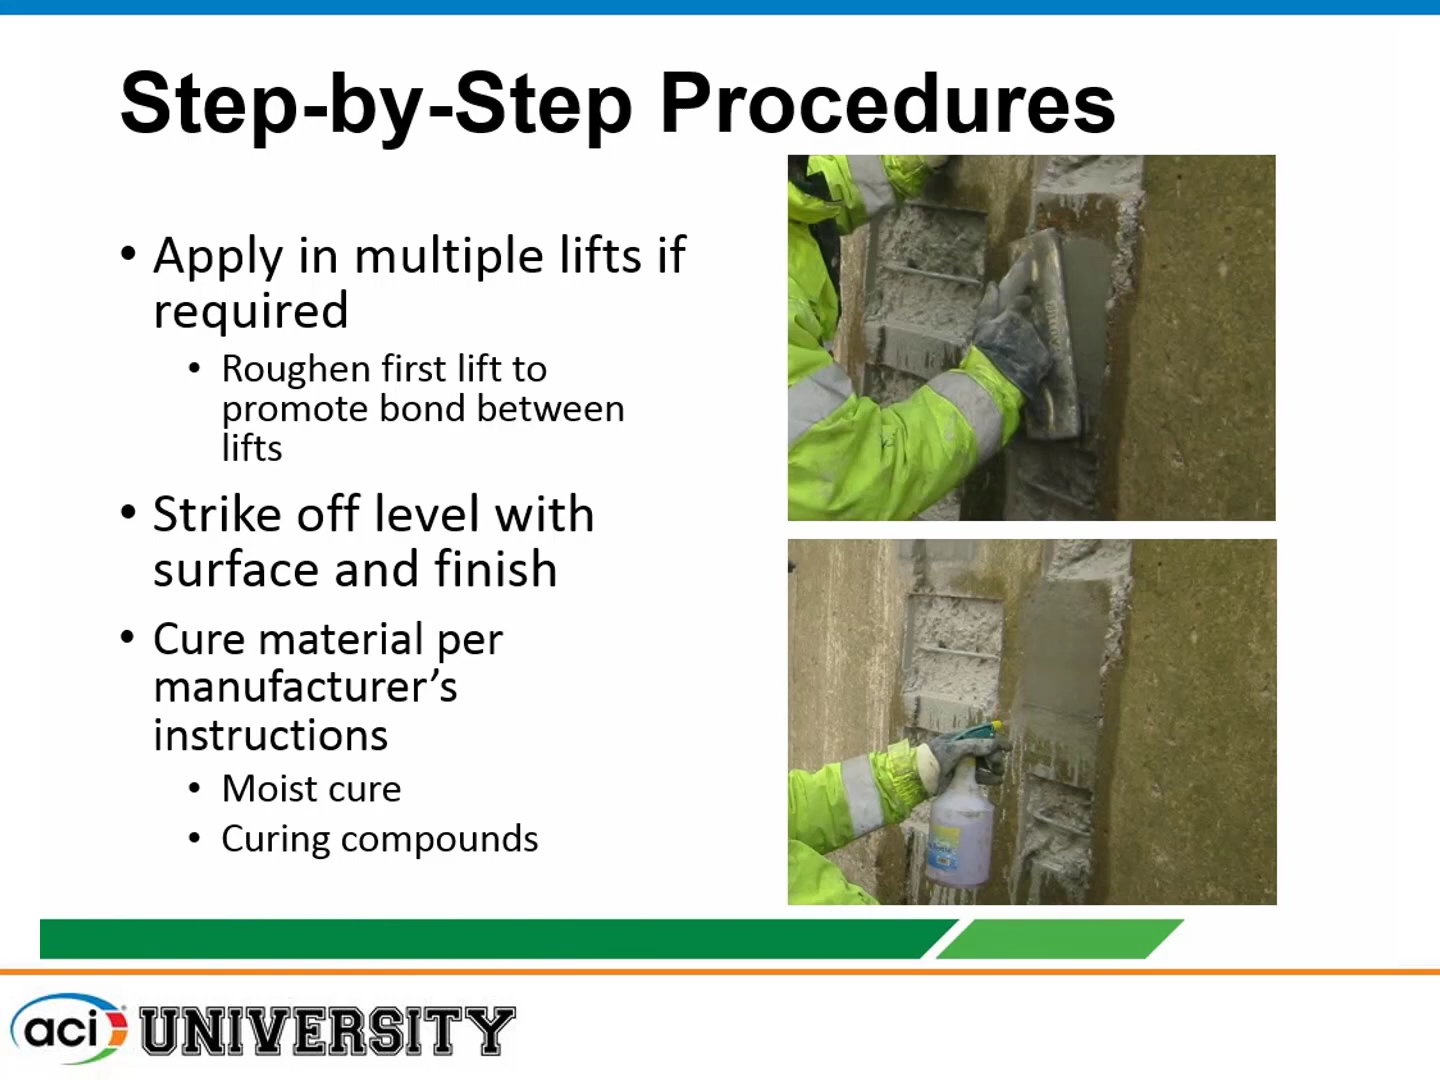 Step-by-Step Procedures
• Apply in multiple lifts if
required
• Roughen first lift to
promote bond between
lifts
• Strike off level with
surface and finish
• Cure material per
manufacturer’s
instructions
• Moist cure
• Curing compounds
aci UNIVERSITY